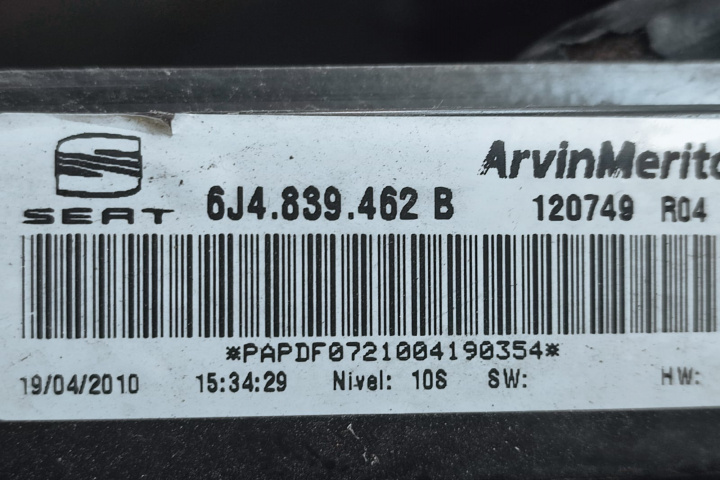 ArvinMerito
SEAT 6J4.839.462 B 120749 R04
*PAPDF0721004190354*
19/04/2010 15:34:29 Nivel: 10S SW: HW: